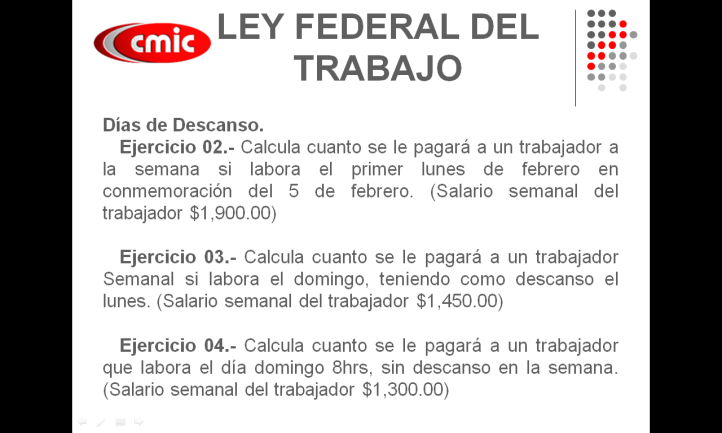 cmic
LEY FEDERAL DEL
TRABAJO
Días de Descanso.
Ejercicio 02.- Calcula cuanto se le pagará a un trabajador a
la semana si labora el primer lunes de febrero en
conmemoración del 5 de febrero. (Salario semanal del
trabajador $1,900.00)
Ejercicio 03.- Calcula cuanto se le pagará a un trabajador
Semanal si labora el domingo, teniendo como descanso el
lunes. (Salario semanal del trabajador $1,450.00)
Ejercicio 04.- Calcula cuanto se le pagará a un trabajador
que labora el día domingo 8hrs, sin descanso en la semana.
(Salario semanal del trabajador $1,300.00)